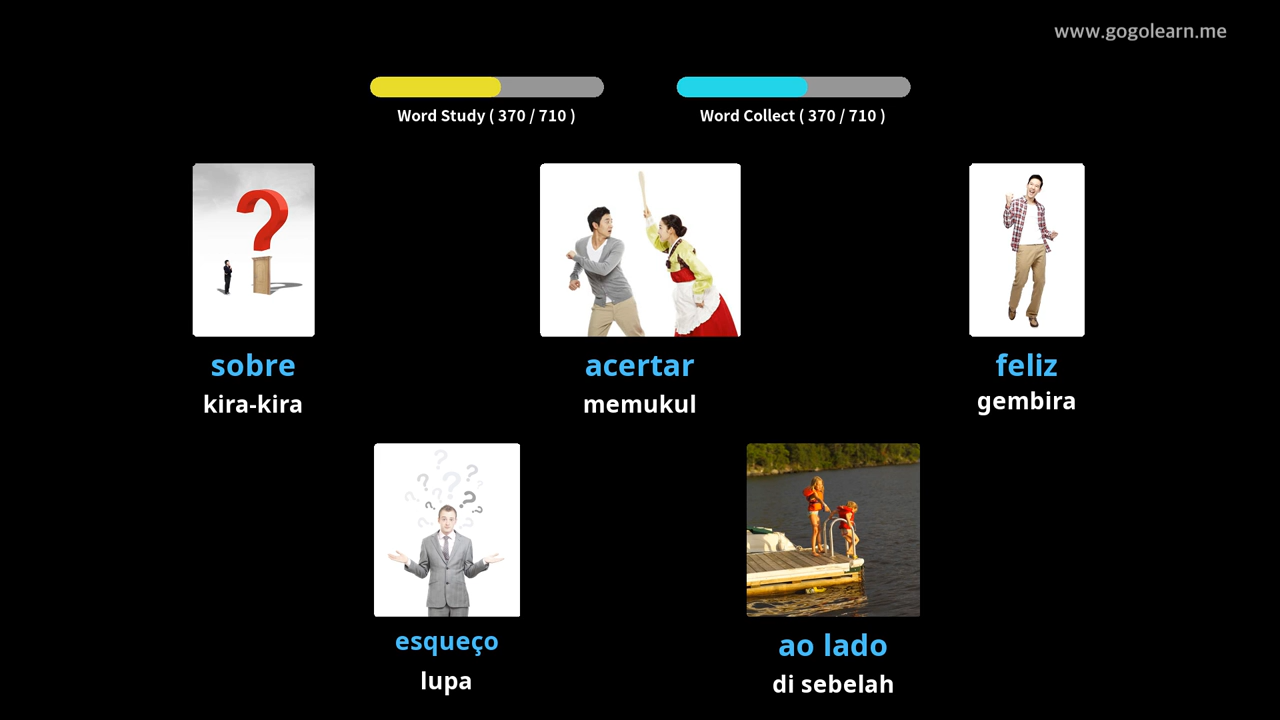 www.gogolearn.me
Word Study ( 370 / 710 )
Word Collect ( 370 / 710 )
sobre
kira-kira
acertar
memukul
feliz
gembira
esqueço
lupa
ao lado
di sebelah